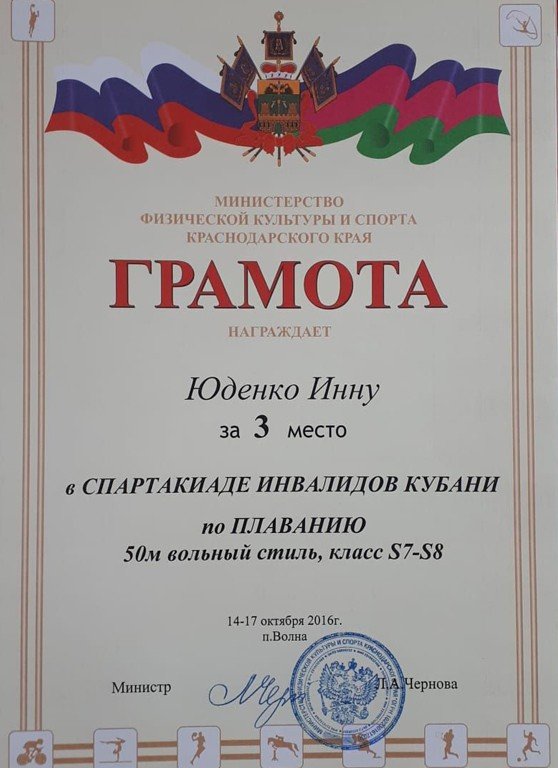 МИНИСТЕРСТВО
ФИЗИЧЕСКОЙ КУЛЬТУРЫ И СПОРТА
КРАСНОДАРСКОГО КРАЯ
ГРАМОТА
НАГРАЖДАЕТ
Юденко Инну
за 3 место
в СПАРТАКИАДЕ ИНВАЛИДОВ КУБАНИ
по ПЛАВАНИЮ
50м вольный стиль, класс S7-S8
14-17 октября 2016г.
п.Волна
Министр Л.А.Чернова